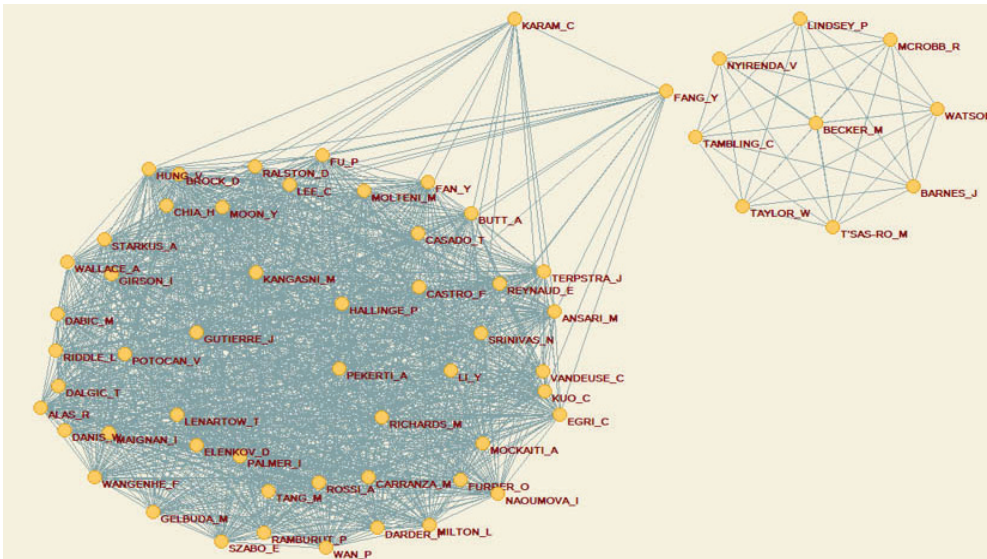 KARAM_C
LINDSEY_P
MCROBB_R
NYIRENDA_V
FANG_Y
WATSON
BECKER_M
TAMBLING_C
BARNES_J
TAYLOR_W
T'SAS-RO_M
FU_P
HUNG_V
RALSTON_D
BROCK_D
LEE_C
MOLTENI_M
FAN_Y
CHIA_H
MOON_Y
BUTT_A
STARKUS_A
CASADO_T
WALLACE_A
GIRSON_I
KANGASNI_M
TERPSTRA_J
REYNAUD_E
CASTRO_F
HALLINGE_P
DABIC_M
ANSARI_M
GUTIERRE_J
SRINIVAS_N
RIDDLE_L
POTOCAN_V
PEKERTI_A
LI_Y
VANDEUSE_C
DALGIC_T
KUO_C
ALAS_R
LENARTOW_T
RICHARDS_M
EGRI_C
DANIS_W
MAIGNAN_I
ELENKOV_D
MOCKAITI_A
PALMER_I
WANGENHE_F
ROSSI_A
CARRANZA_M
FURRER_O
TANG_M
NAOUMOVA_I
GELBUDA_M
RAMBURUT_P
DARDER_
MILTON_L
SZABO_E
WAN_P